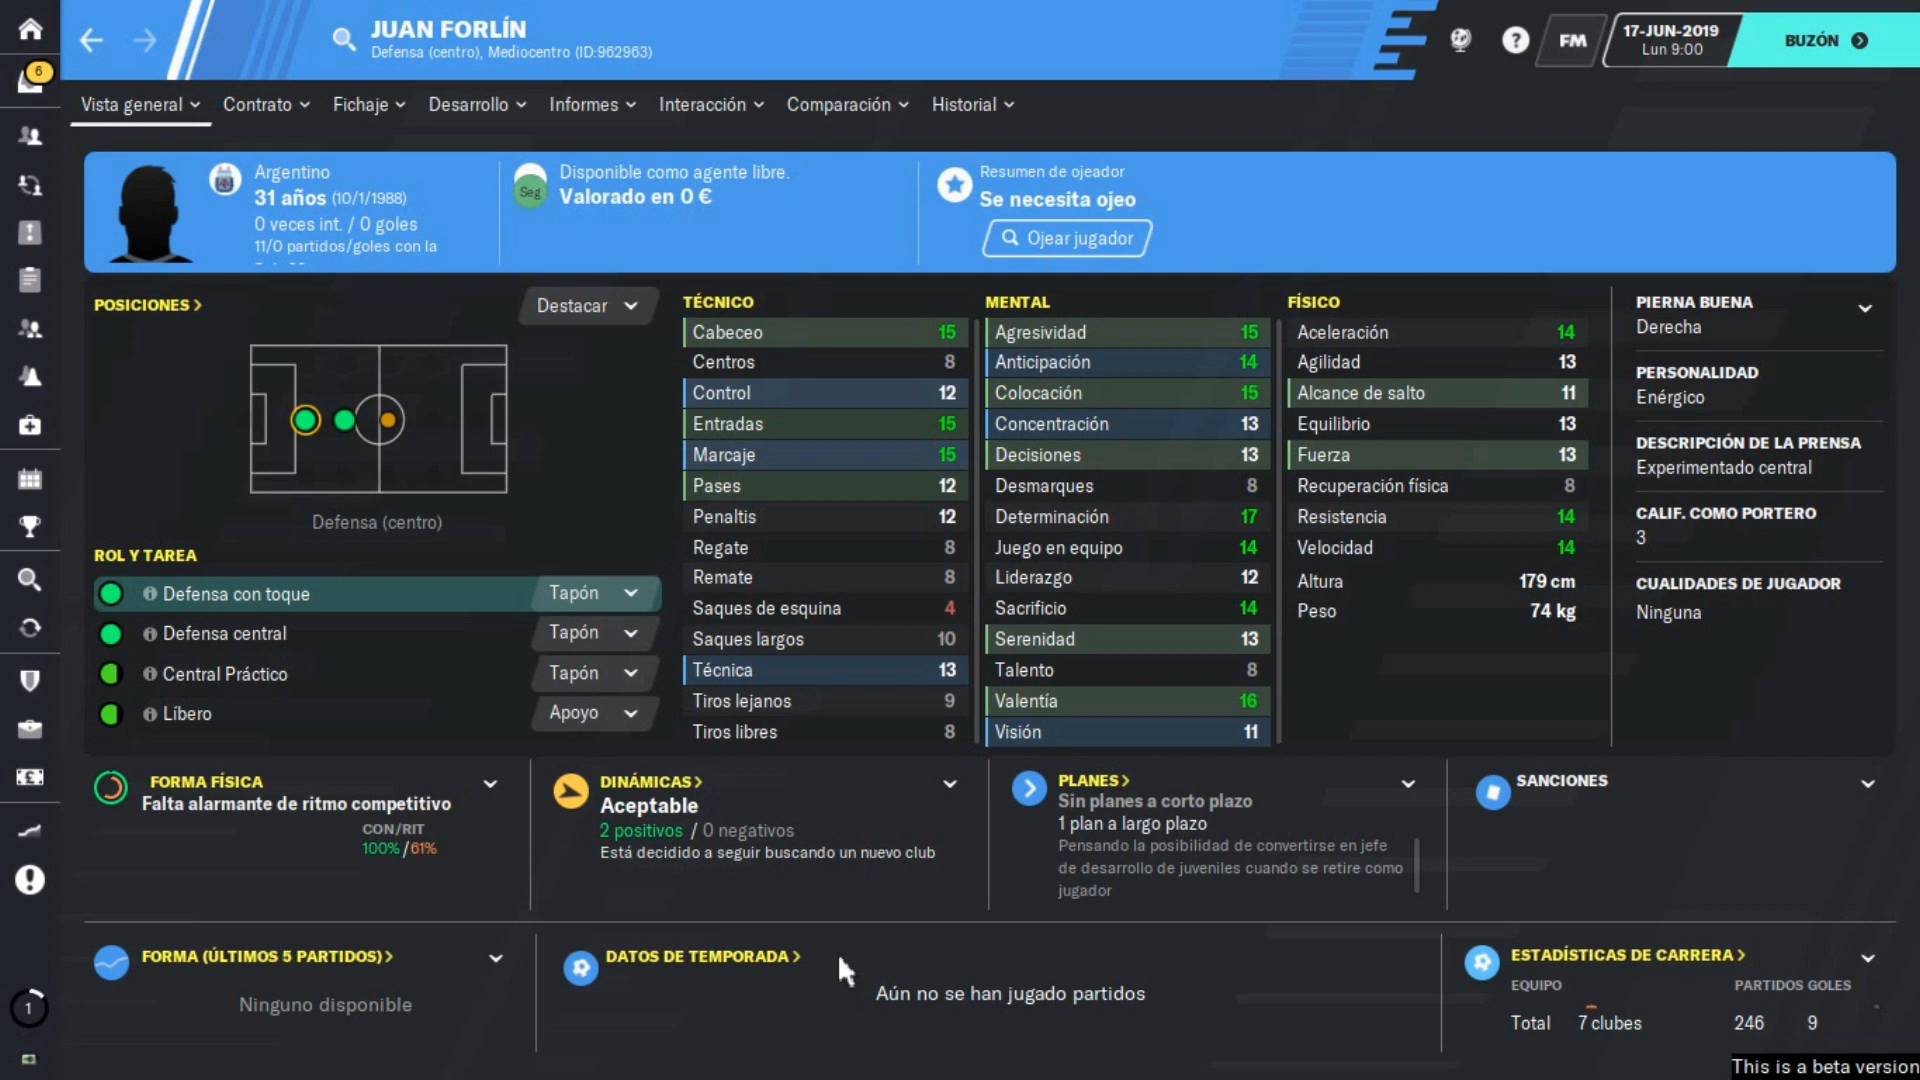 JUAN FORLÍN
Defensa (centro), Mediocentro (ID:962963)
FM
17-JUN-2019
Lun 9:00
BUZÓN
6
Vista general
Contrato
Fichaje
Desarrollo
Informes
Interacción
Comparación
Historial
Argentino
31 años (10/1/1988)
0 veces int. / 0 goles
11/0 partidos/goles con la
Seg
Disponible como agente libre.
Valorado en 0 €
Resumen de ojeador
Se necesita ojeo
Ojear jugador
POSICIONES
Destacar
Defensa (centro)
ROL Y TAREA
Defensa con toque Tapón
Defensa central Tapón
Central Práctico Tapón
Líbero Apoyo
TÉCNICO
Cabeceo 15
Centros 8
Control 12
Entradas 15
Marcaje 15
Pases 12
Penaltis 12
Regate 8
Remate 8
Saques de esquina 4
Saques largos 10
Técnica 13
Tiros lejanos 9
Tiros libres 8
MENTAL
Agresividad 15
Anticipación 14
Colocación 15
Concentración 13
Decisiones 13
Desmarques 8
Determinación 17
Juego en equipo 14
Liderazgo 12
Sacrificio 14
Serenidad 13
Talento 8
Valentía 16
Visión 11
FÍSICO
Aceleración 14
Agilidad 13
Alcance de salto 11
Equilibrio 13
Fuerza 13
Recuperación física 8
Resistencia 14
Velocidad 14
Altura 179 cm
Peso 74 kg
PIERNA BUENA
Derecha
PERSONALIDAD
Enérgico
DESCRIPCIÓN DE LA PRENSA
Experimentado central
CALIF. COMO PORTERO
3
CUALIDADES DE JUGADOR
Ninguna
FORMA FÍSICA
Falta alarmante de ritmo competitivo
CON/RIT
100% / 61%
DINÁMICAS
Aceptable
2 positivos / 0 negativos
Está decidido a seguir buscando un nuevo club
PLANES
Sin planes a corto plazo
1 plan a largo plazo
Pensando la posibilidad de convertirse en jefe
de desarrollo de juveniles cuando se retire como
jugador
SANCIONES
FORMA (ÚLTIMOS 5 PARTIDOS)
Ninguno disponible
DATOS DE TEMPORADA
Aún no se han jugado partidos
ESTADÍSTICAS DE CARRERA
EQUIPO PARTIDOS GOLES
Total 7 clubes 246 9
1
This is a beta version